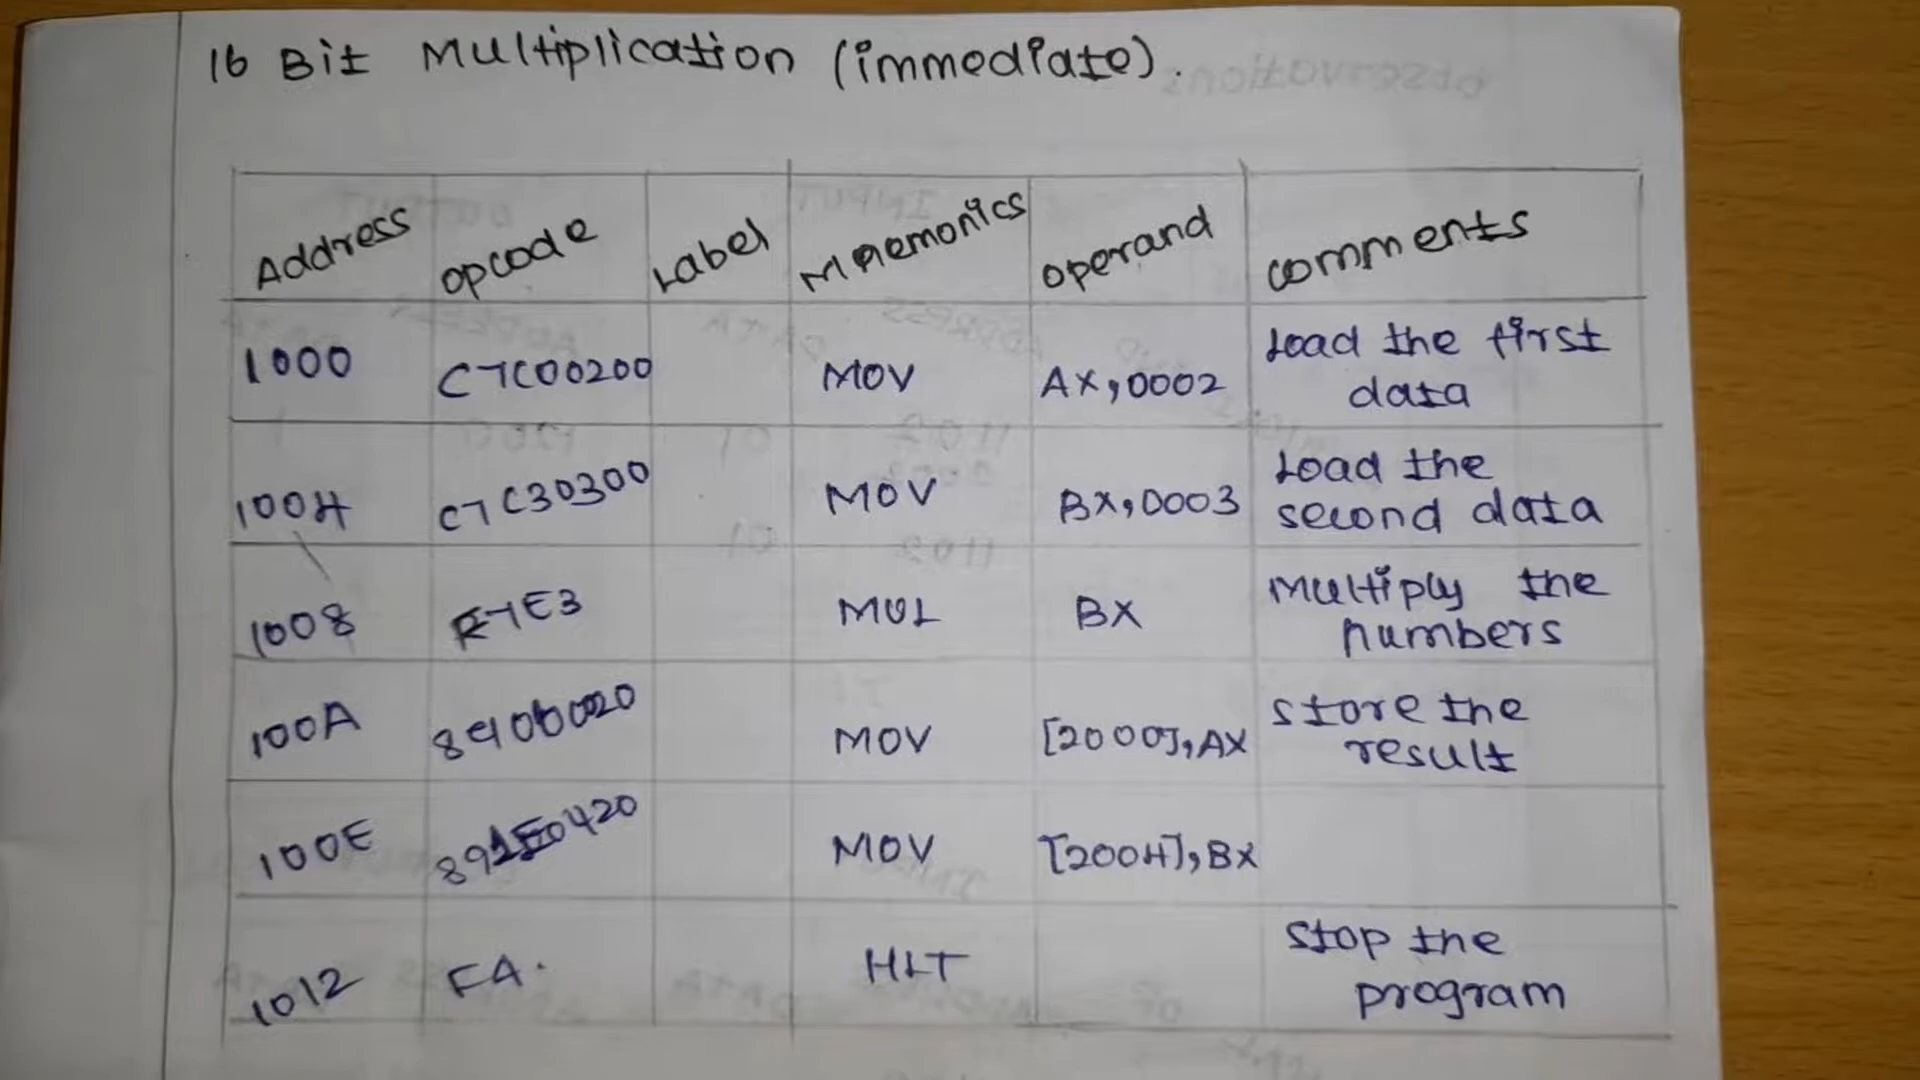 16 Bit Multiplication (immediate).
Address opcode Label Mnemonics operand comments
1000 C7C00200 MOV AX,0002 Load the first
data
1004 C7C30300 MOV BX,0003 Load the
second data
1008 F7E3 MUL BX Multiply the
numbers
100A 89060020 MOV [2000],AX store the
result
100E 891E0420 MOV [2004],BX
1012 F4. HLT stop the
program